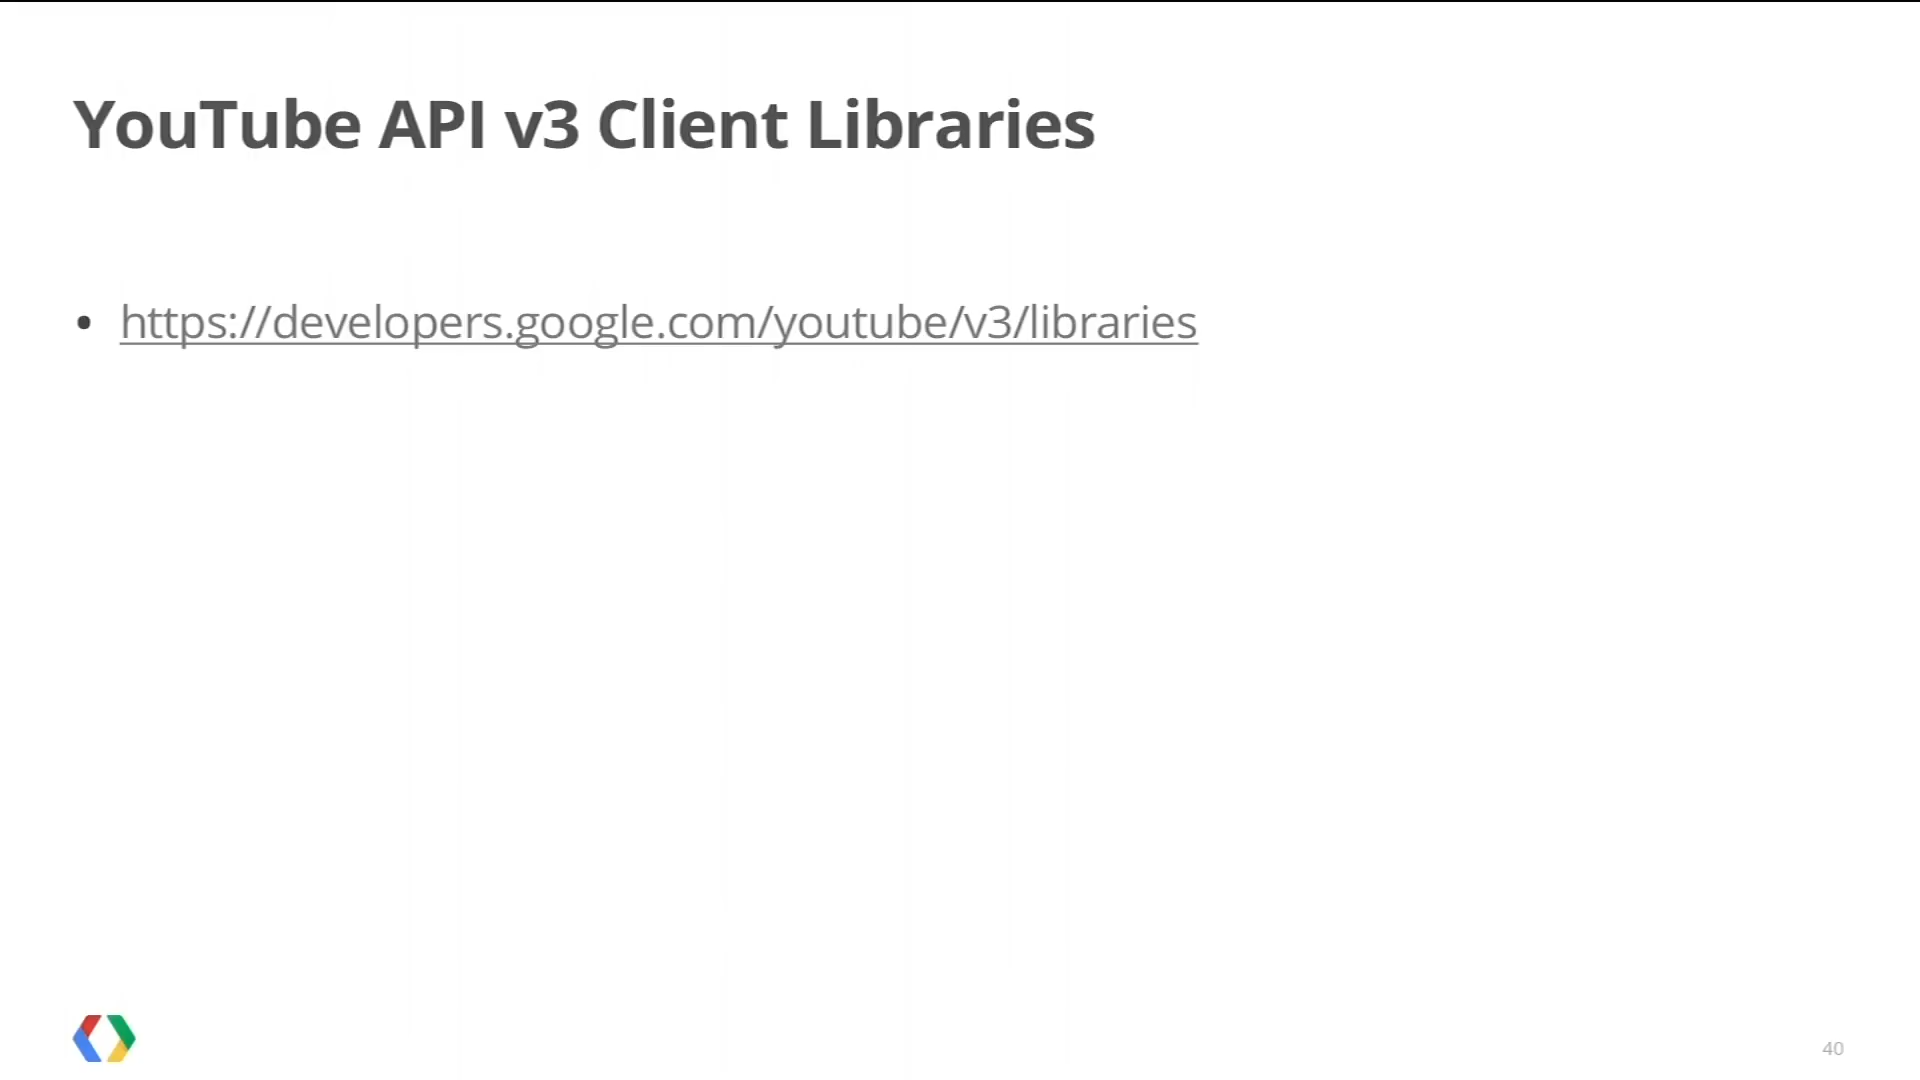 YouTube API v3 Client Libraries
• https://developers.google.com/youtube/v3/libraries
40